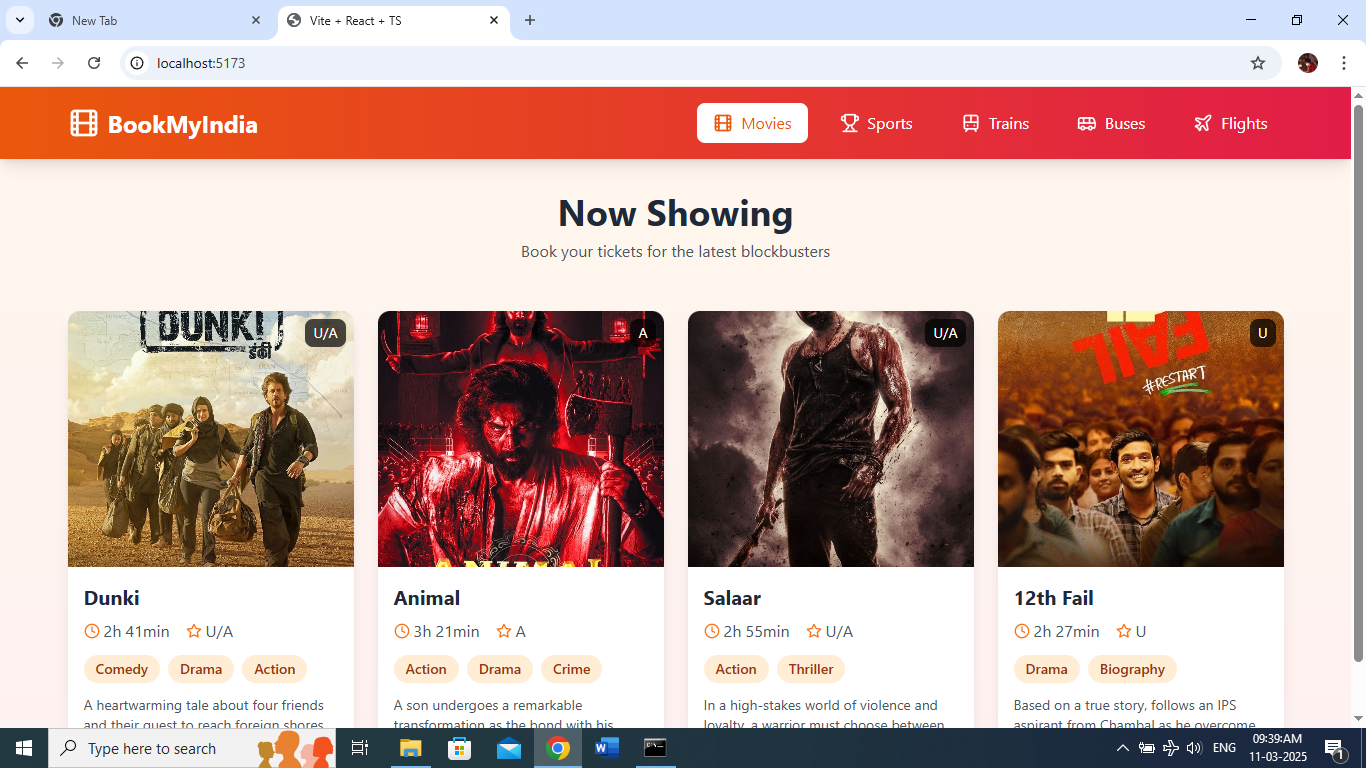 New Tab
Vite + React + TS
localhost:5173
BookMyIndia
Movies
Sports
Trains
Buses
Flights
Now Showing
Book your tickets for the latest blockbusters
DUNKI
डंकी
U/A
A
ANIMAL
U/A
FAIL
#RESTART
U
Dunki
2h 41min
U/A
Comedy
Drama
Action
A heartwarming tale about four friends
and their quest to reach foreign shores
Animal
3h 21min
A
Action
Drama
Crime
A son undergoes a remarkable
transformation as the bond with his
Salaar
2h 55min
U/A
Action
Thriller
In a high-stakes world of violence and
loyalty, a warrior must choose between
12th Fail
2h 27min
U
Drama
Biography
Based on a true story, follows an IPS
aspirant from Chambal as he overcome
Type here to search
ENG
09:39:AM
11-03-2025
1